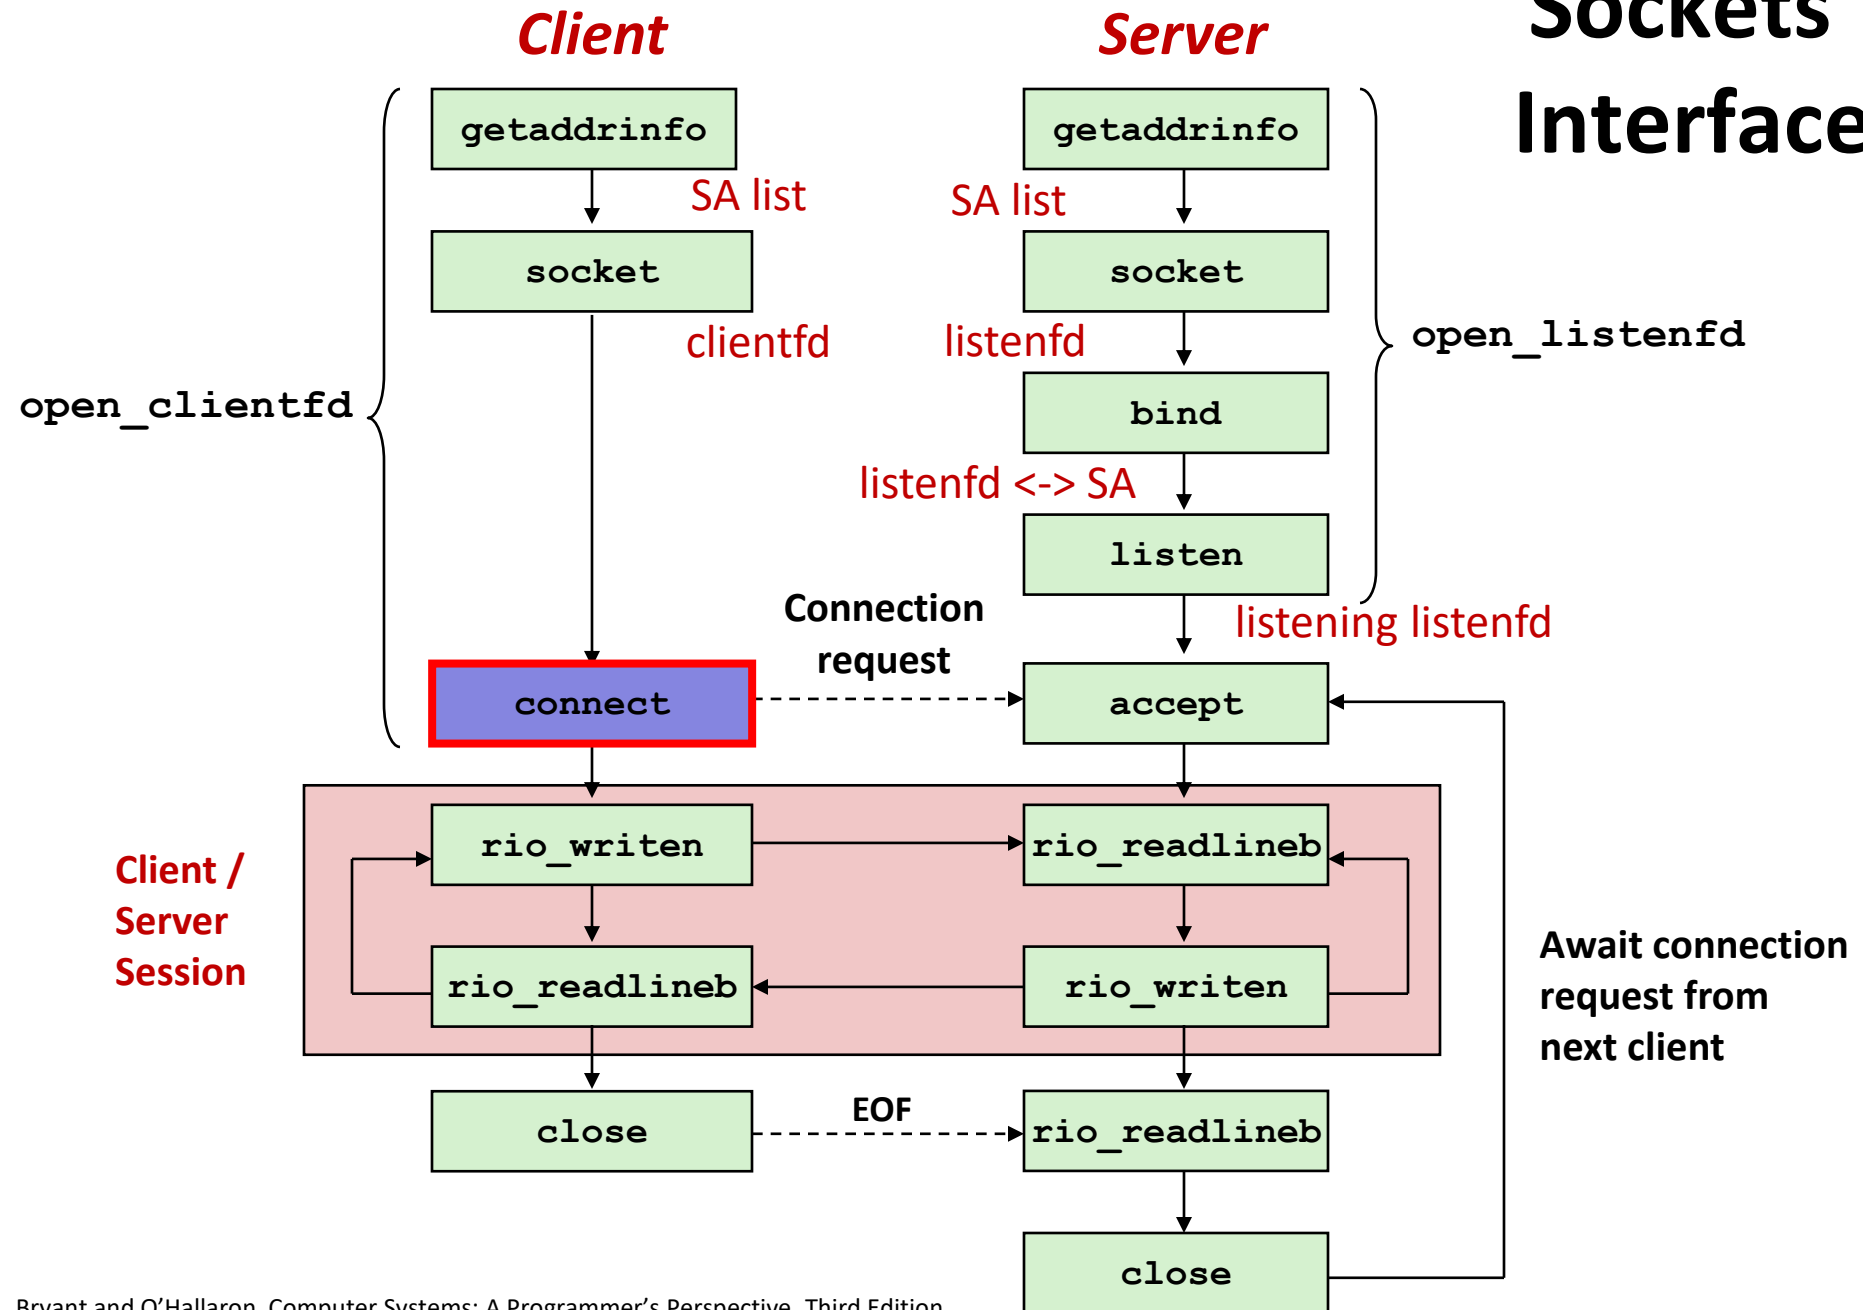 Sockets
Interface
Client
Server
getaddrinfo
getaddrinfo
SA list
SA list
socket
socket
clientfd
listenfd
open_clientfd
open_listenfd
bind
listenfd <-> SA
listen
listening listenfd
Connection
request
connect
accept
Client /
Server
Session
rio_writen
rio_readlineb
rio_readlineb
rio_writen
Await connection
request from
next client
close
EOF
rio_readlineb
close
Bryant and O'Hallaron, Computer Systems: A Programmer's Perspective, Third Edition